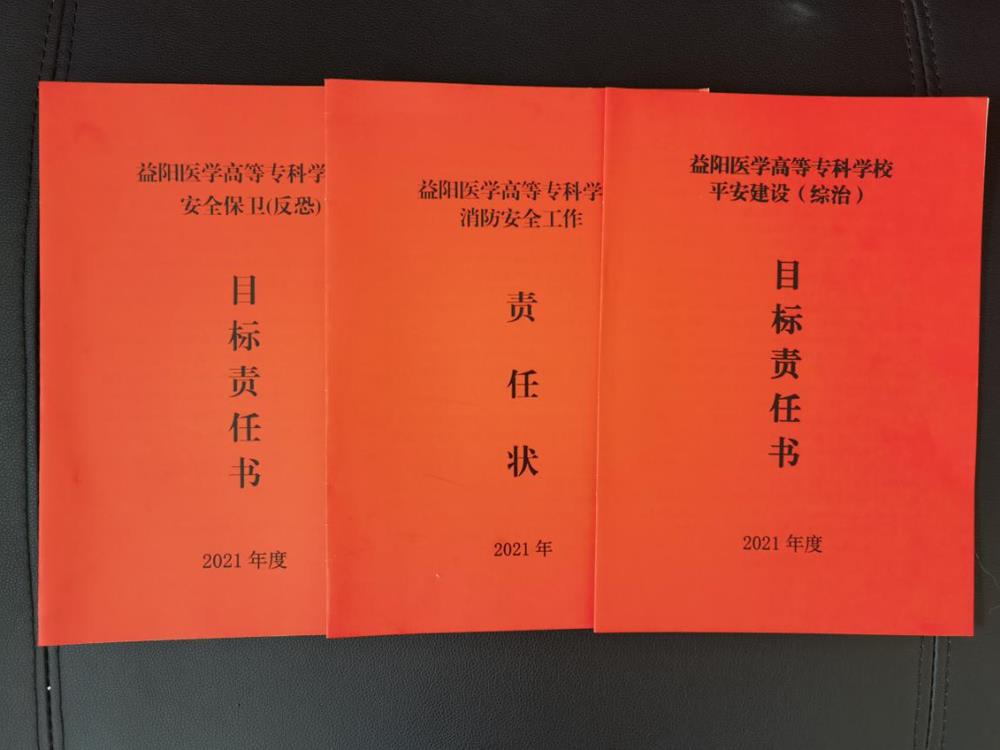 益阳医学高等专科学
安全保卫(反恐)
目标责任书
2021 年度
益阳医学高等专科学
消防安全工作
责任状
2021 年
益阳医学高等专科学校
平安建设（综治）
目标责任书
2021 年度